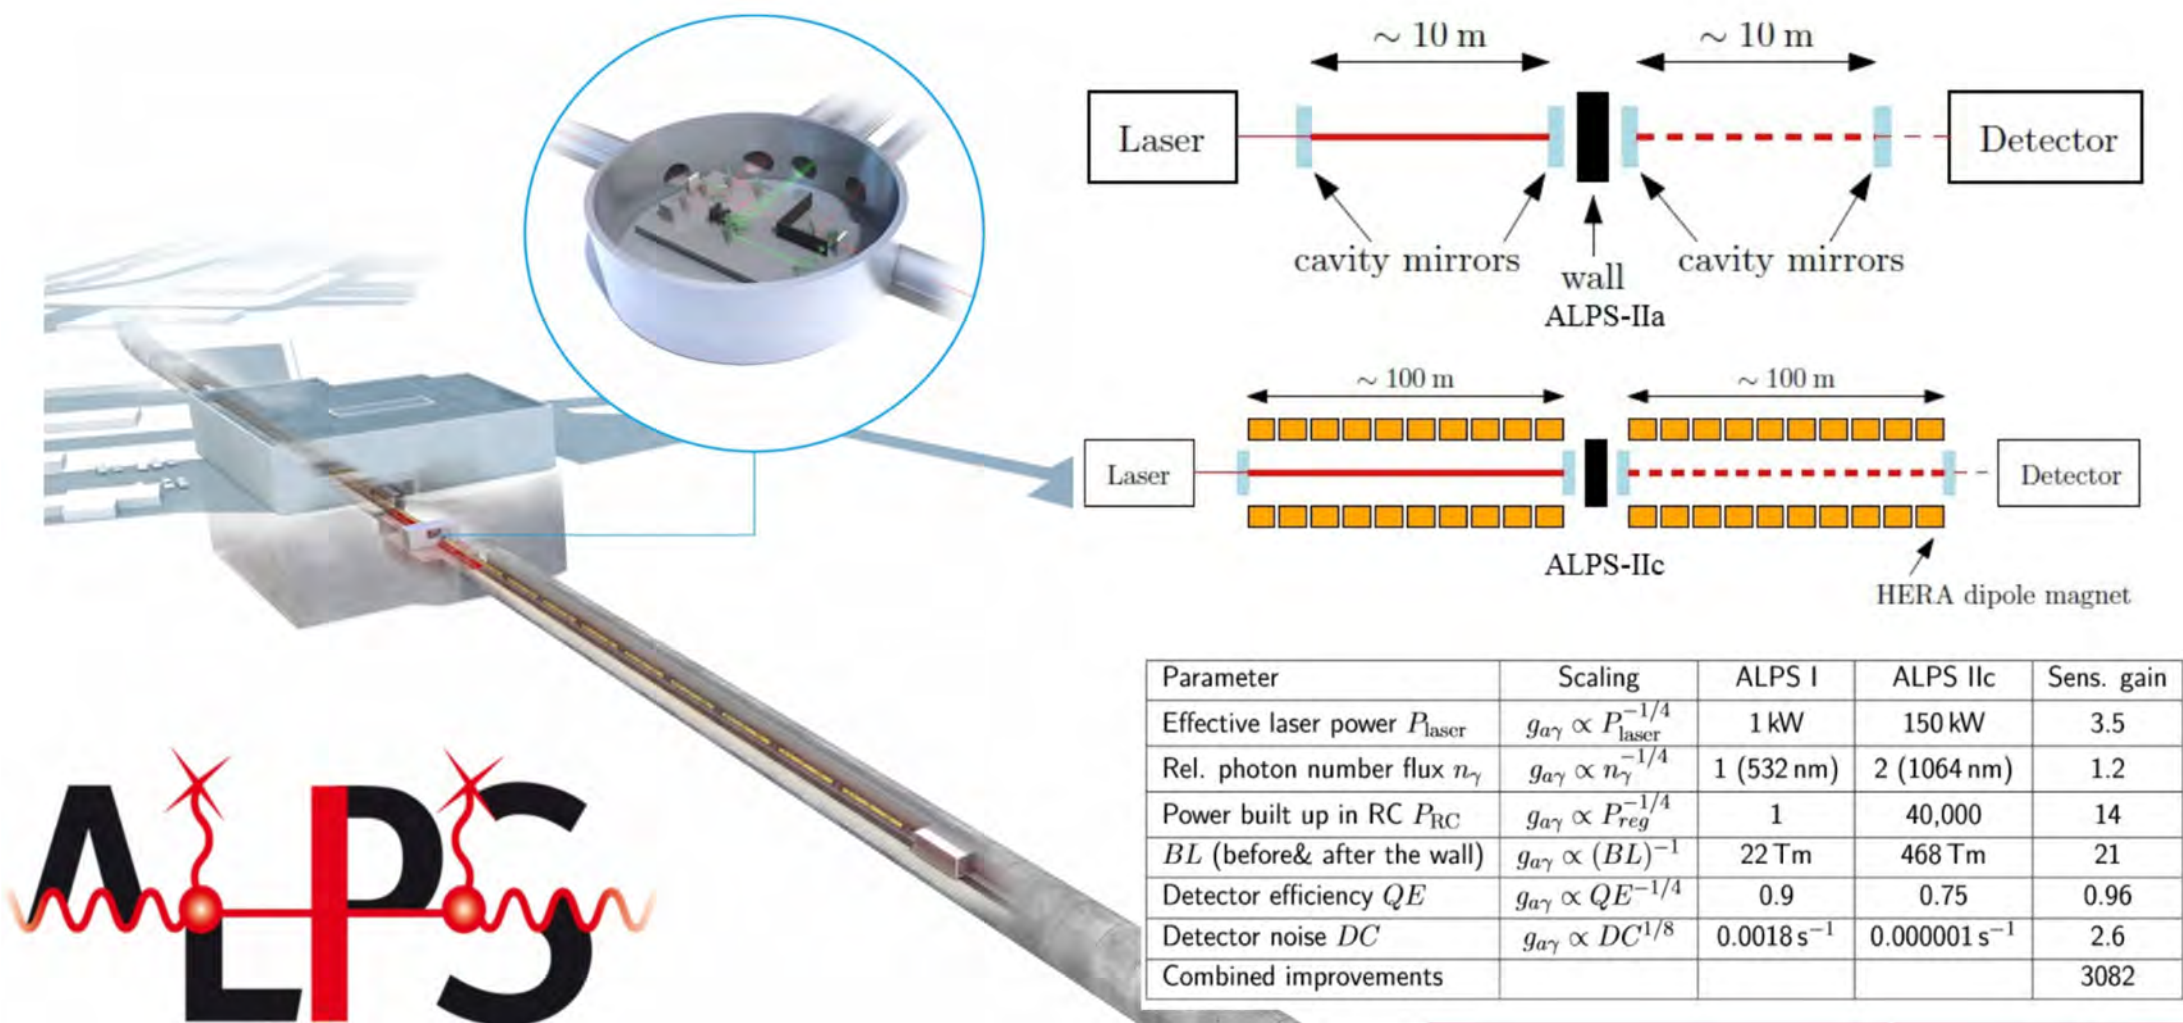 ~ 10 m ~ 10 m
Laser Detector
cavity mirrors cavity mirrors
wall
ALPS-IIa
~ 100 m ~ 100 m
Laser Detector
ALPS-IIc
HERA dipole magnet
Parameter Scaling ALPS I ALPS IIc Sens. gain
Effective laser power P_laser g_aγ ∝ P_laser^−1/4 1 kW 150 kW 3.5
Rel. photon number flux n_γ g_aγ ∝ n_γ^−1/4 1 (532 nm) 2 (1064 nm) 1.2
Power built up in RC P_RC g_aγ ∝ P_reg^−1/4 1 40,000 14
BL (before& after the wall) g_aγ ∝ (BL)^−1 22 Tm 468 Tm 21
Detector efficiency QE g_aγ ∝ QE^−1/4 0.9 0.75 0.96
Detector noise DC g_aγ ∝ DC^1/8 0.0018 s^−1 0.000001 s^−1 2.6
Combined improvements 3082
ALPS